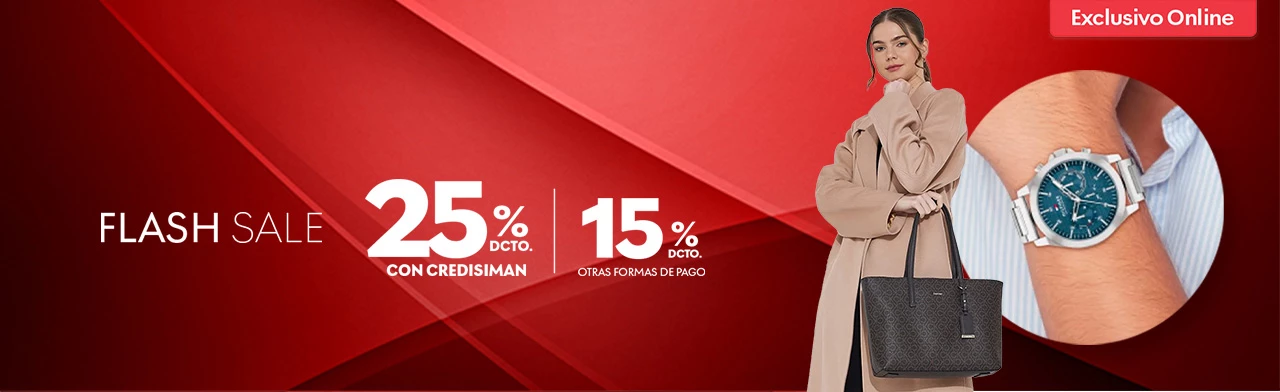 Exclusivo Online
FLASH SALE
25% DCTO.
CON CREDISIMAN
15% DCTO.
OTRAS FORMAS DE PAGO